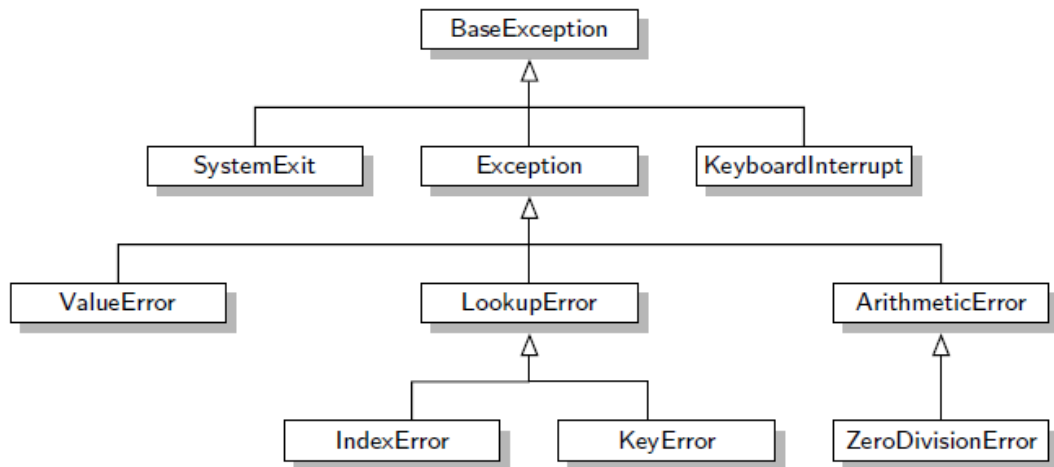 BaseException
SystemExit
Exception
KeyboardInterrupt
ValueError
LookupError
ArithmeticError
IndexError
KeyError
ZeroDivisionError